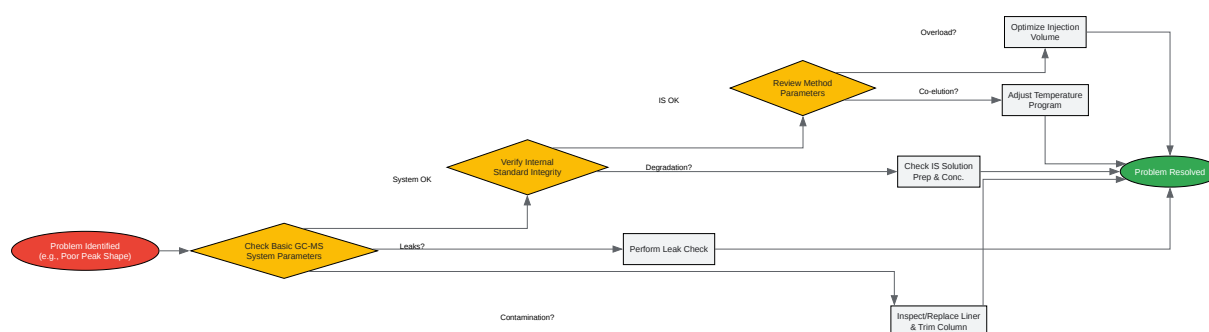 Overload?
Optimize Injection
Volume
Review Method
Parameters
Co-elution?
Adjust Temperature
Program
IS OK
Verify Internal
Standard Integrity
Degradation?
Check IS Solution
Prep & Conc.
Problem Resolved
System OK
Problem Identified
(e.g., Poor Peak Shape)
Check Basic GC-MS
System Parameters
Leaks?
Perform Leak Check
Contamination?
Inspect/Replace Liner
& Trim Column